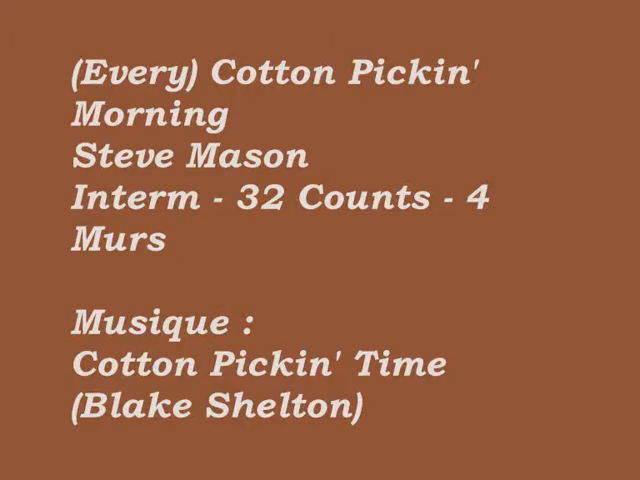 (Every) Cotton Pickin'
Morning
Steve Mason
Interm - 32 Counts - 4
Murs
Musique :
Cotton Pickin' Time
(Blake Shelton)